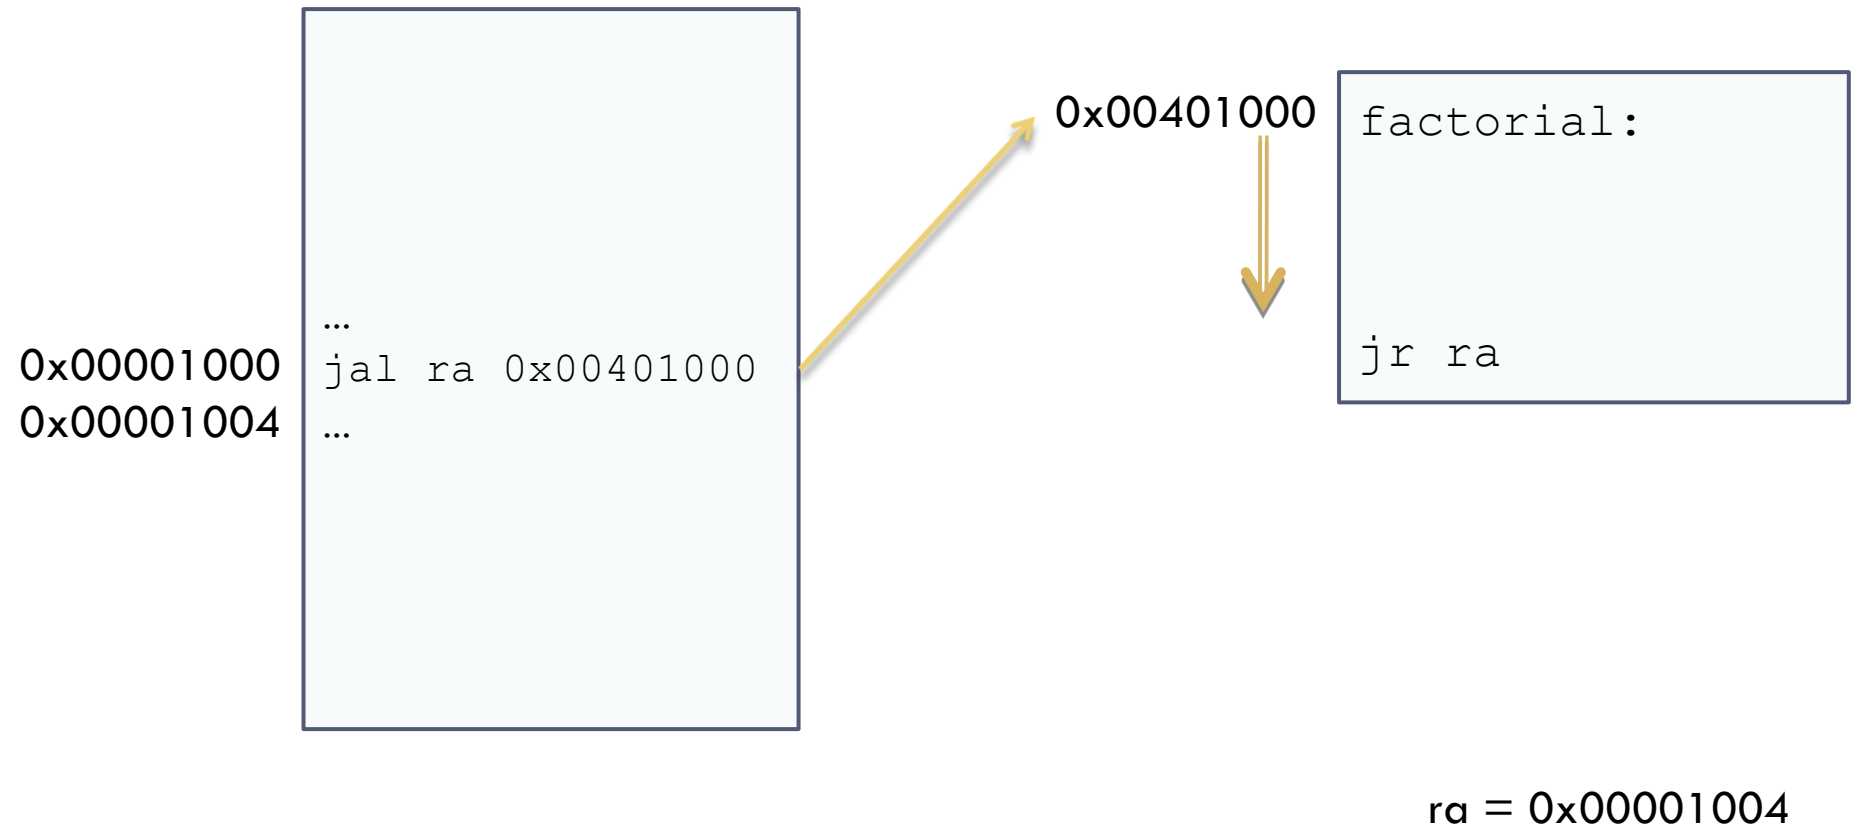 …
0x00001000 jal ra 0x00401000
0x00001004 …
0x00401000 factorial:
jr ra
ra = 0x00001004